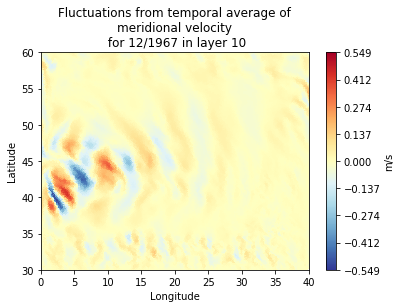 Fluctuations from temporal average of
meridional velocity
for 12/1967 in layer 10
60
55
50
45
40
35
30
Latitude
0 5 10 15 20 25 30 35 40
Longitude
0.549
0.412
0.274
0.137
0.000
−0.137
−0.274
−0.412
−0.549
m/s